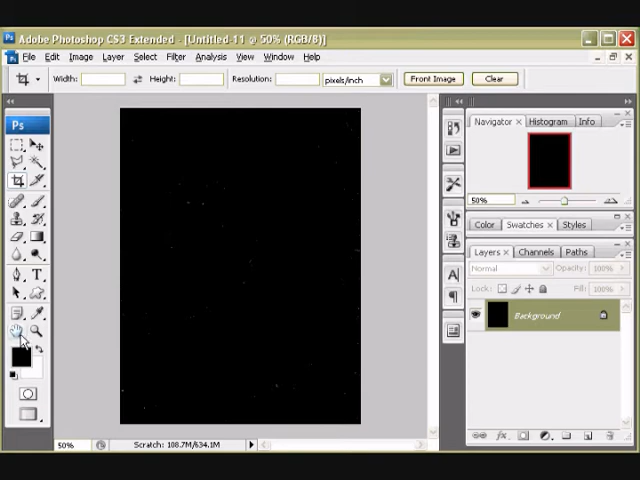 Adobe Photoshop CS3 Extended - [Untitled-11 @ 50% (RGB/8)]
File Edit Image Layer Select Filter Analysis View Window Help
Width: Height: Resolution: pixels/inch Front Image Clear
Ps
Navigator Histogram Info
50%
Color Swatches Styles
Layers Channels Paths
Normal Opacity: 100%
Lock: Fill: 100%
Background
50% Scratch: 108.7M/634.1M